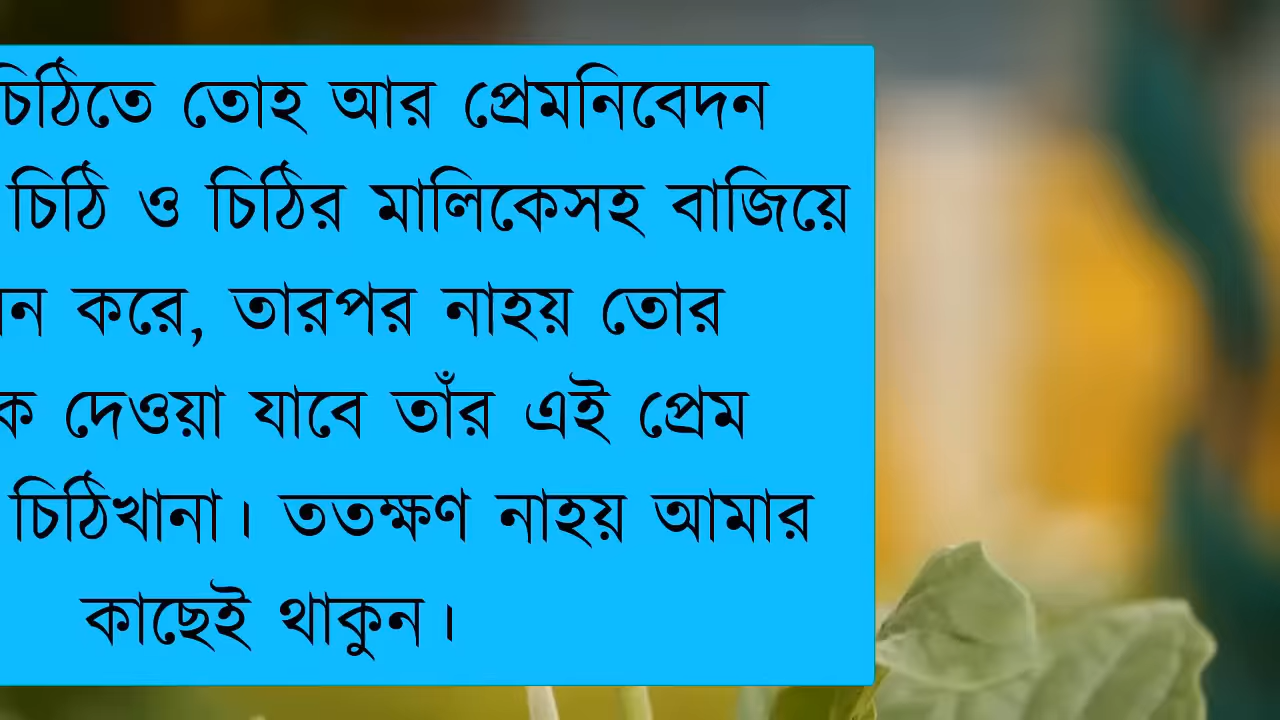 চিঠিতে তোহ আর প্রেমনিবেদন
চিঠি ও চিঠির মালিকেসহ বাজিয়ে
করে, তারপর নাহয় তোর
দেওয়া যাবে তাঁর এই প্রেম
চিঠিখানা। ততক্ষণ নাহয় আমার
কাছেই থাকুন।